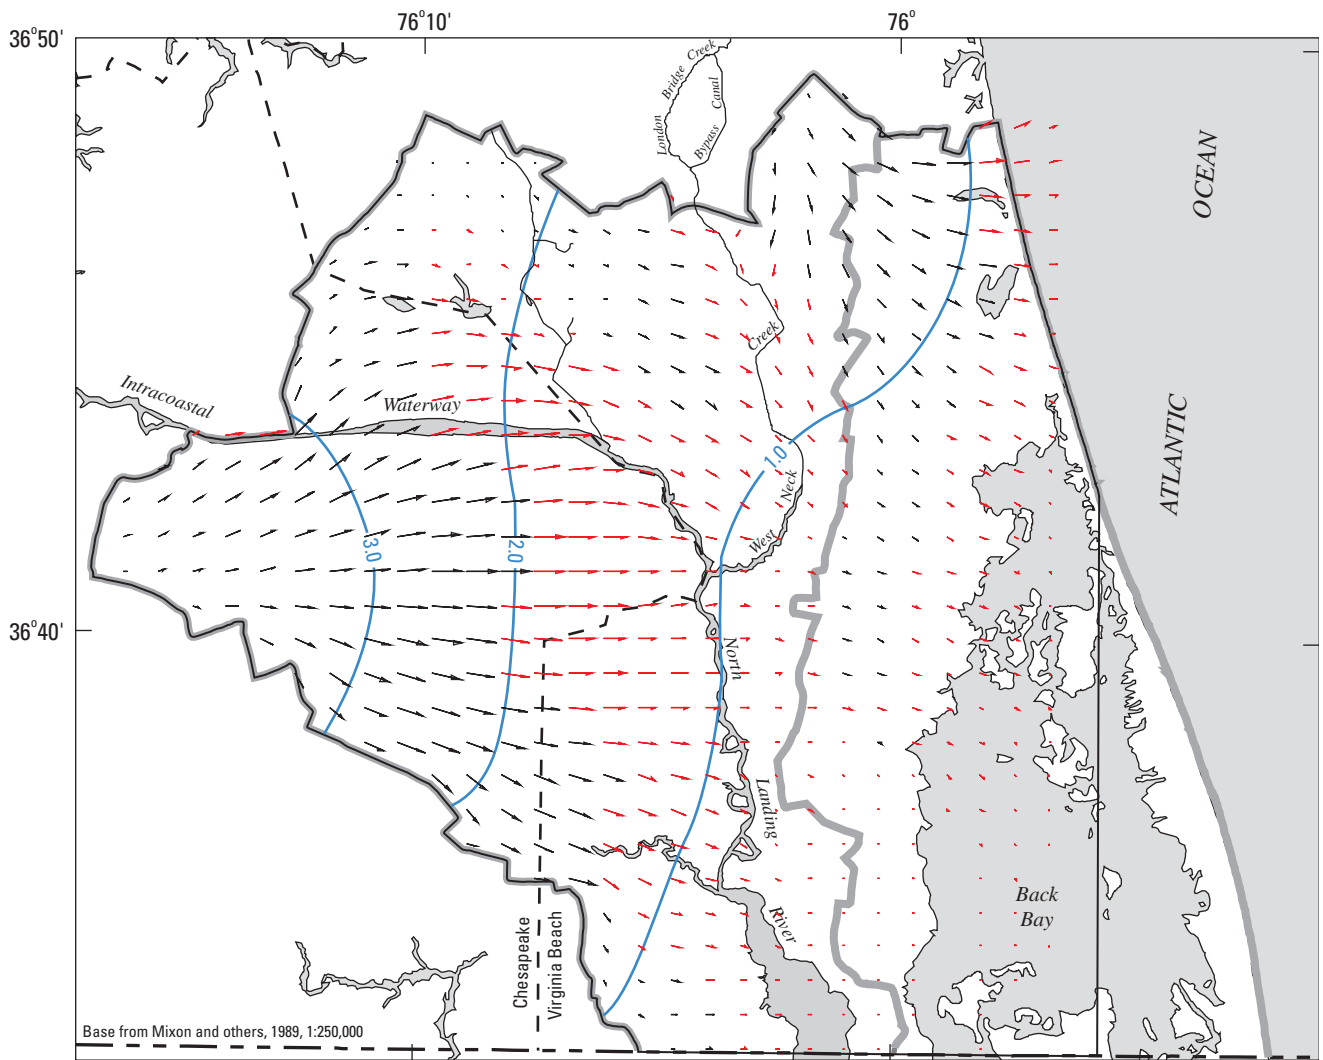 76°10'
76°
36°50'
London
Bridge
Creek
Bypass
Canal
OCEAN
Creek
Intracoastal
Waterway
ATLANTIC
1.0
Neck
West
3.0
2.0
36°40'
North
Landing
River
Back
Bay
Chesapeake
Virginia Beach
Base from Mixon and others, 1989, 1:250,000